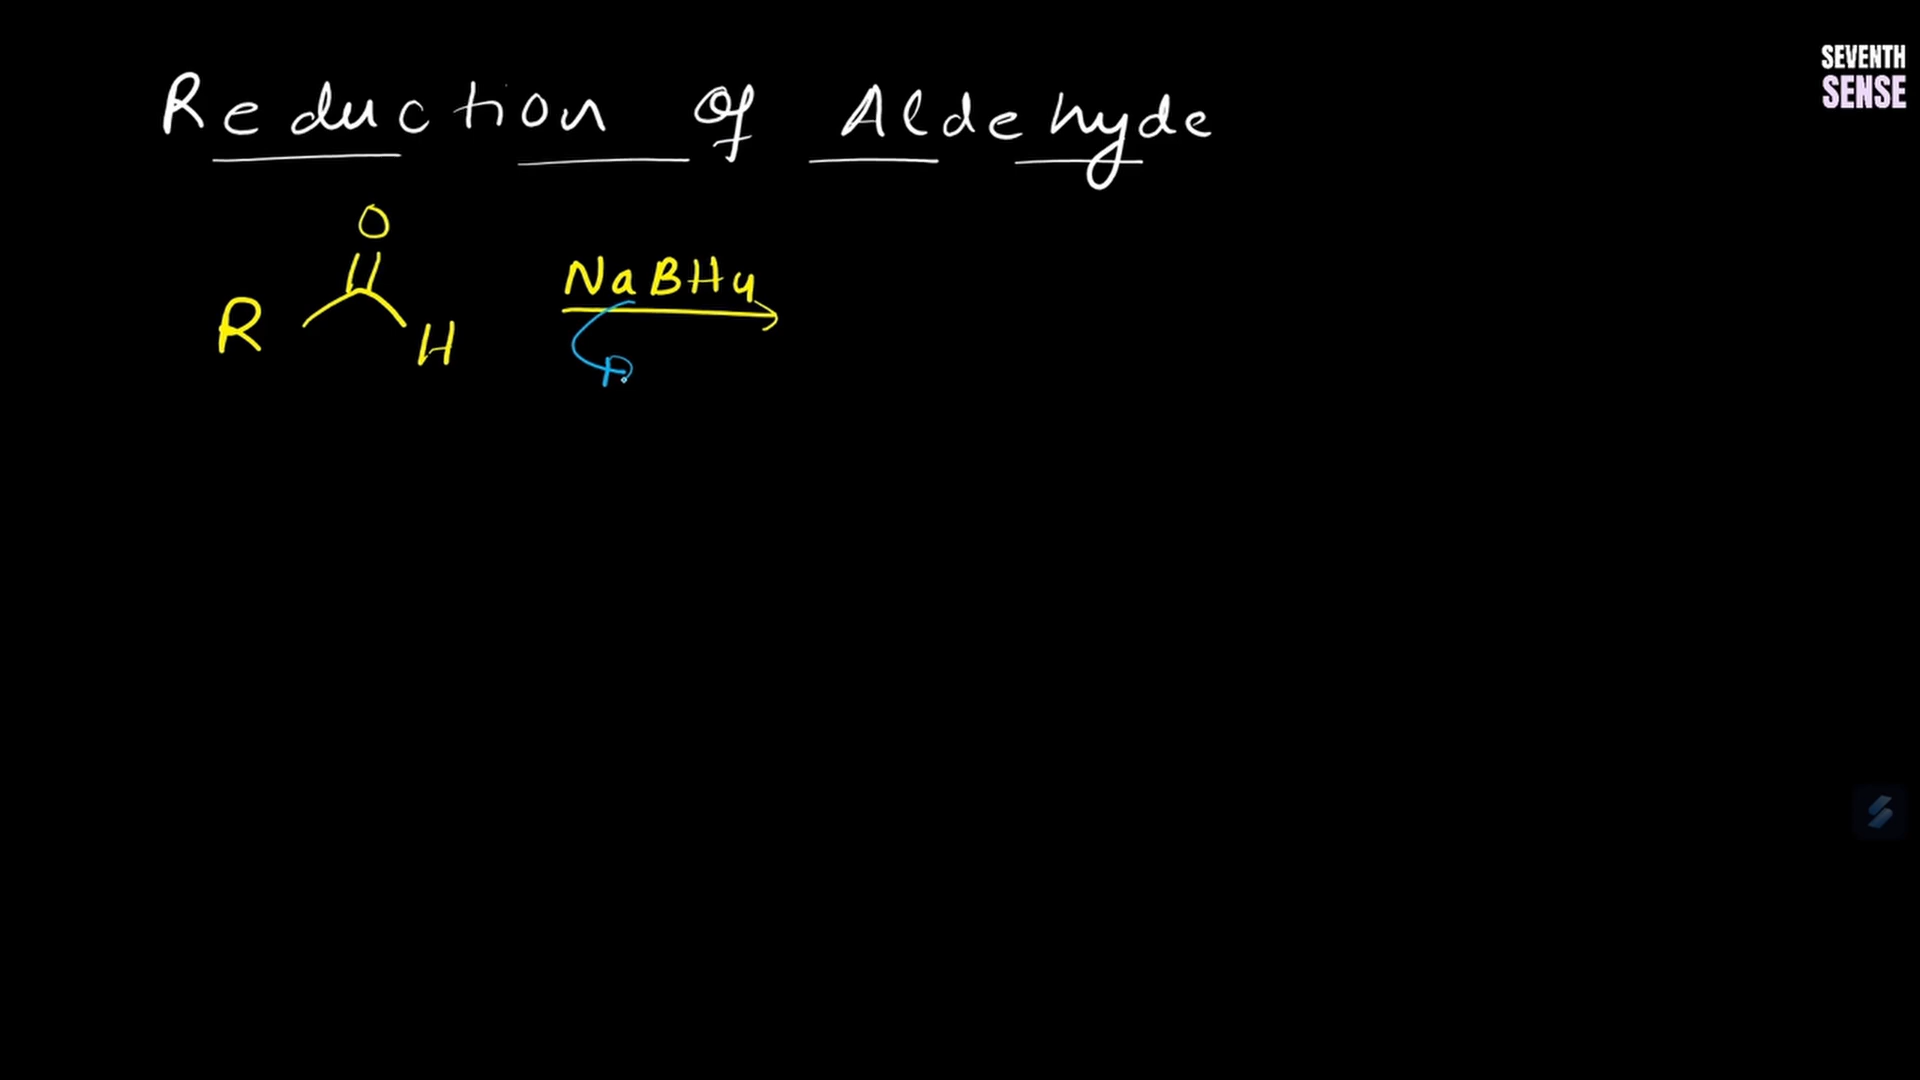 Reduction Of Aldehyde
SEVENTH
SENSE
O
NaBH4
R
H